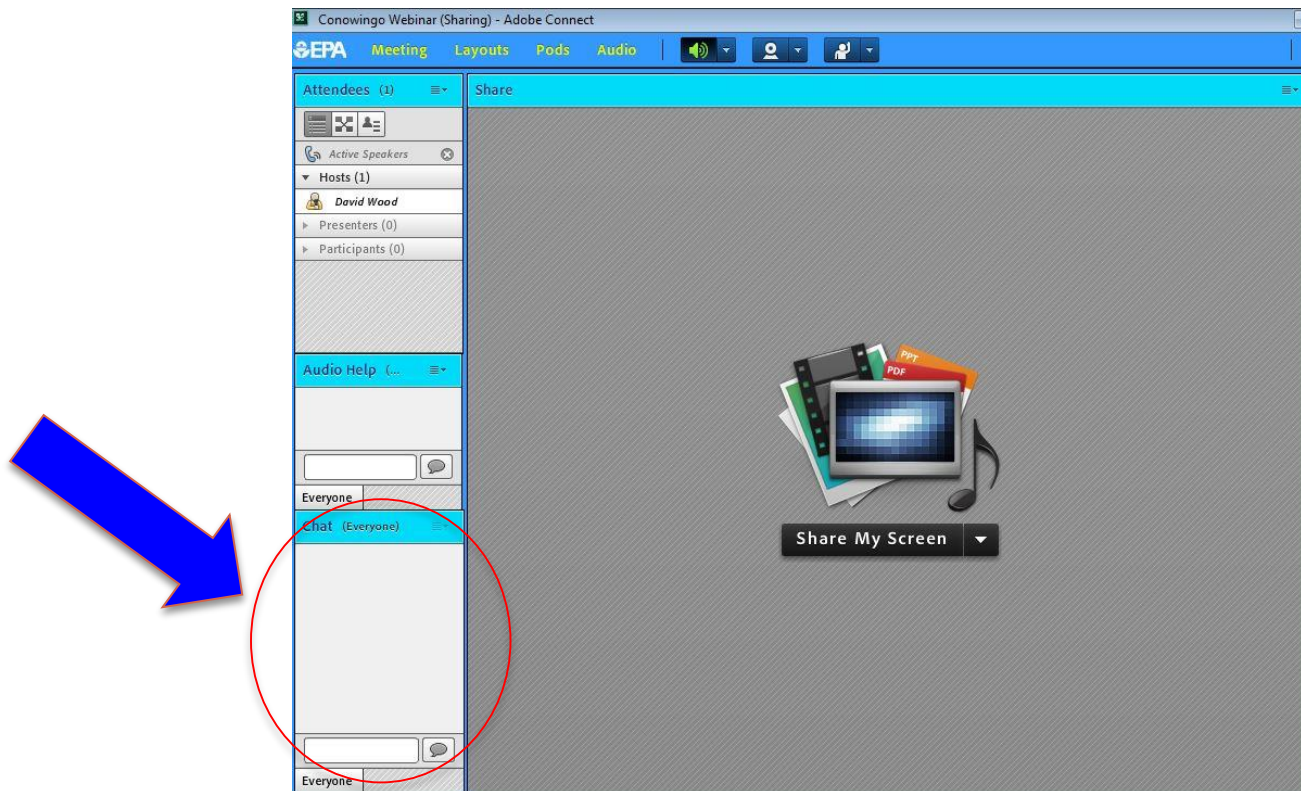 Conowingo Webinar (Sharing) - Adobe Connect
EPA Meeting Layouts Pods Audio
Attendees (1)
Active Speakers
Hosts (1)
David Wood
Presenters (0)
Participants (0)
Audio Help (...
Everyone
Chat (Everyone)
Everyone
Share
PPT
PDF
Share My Screen